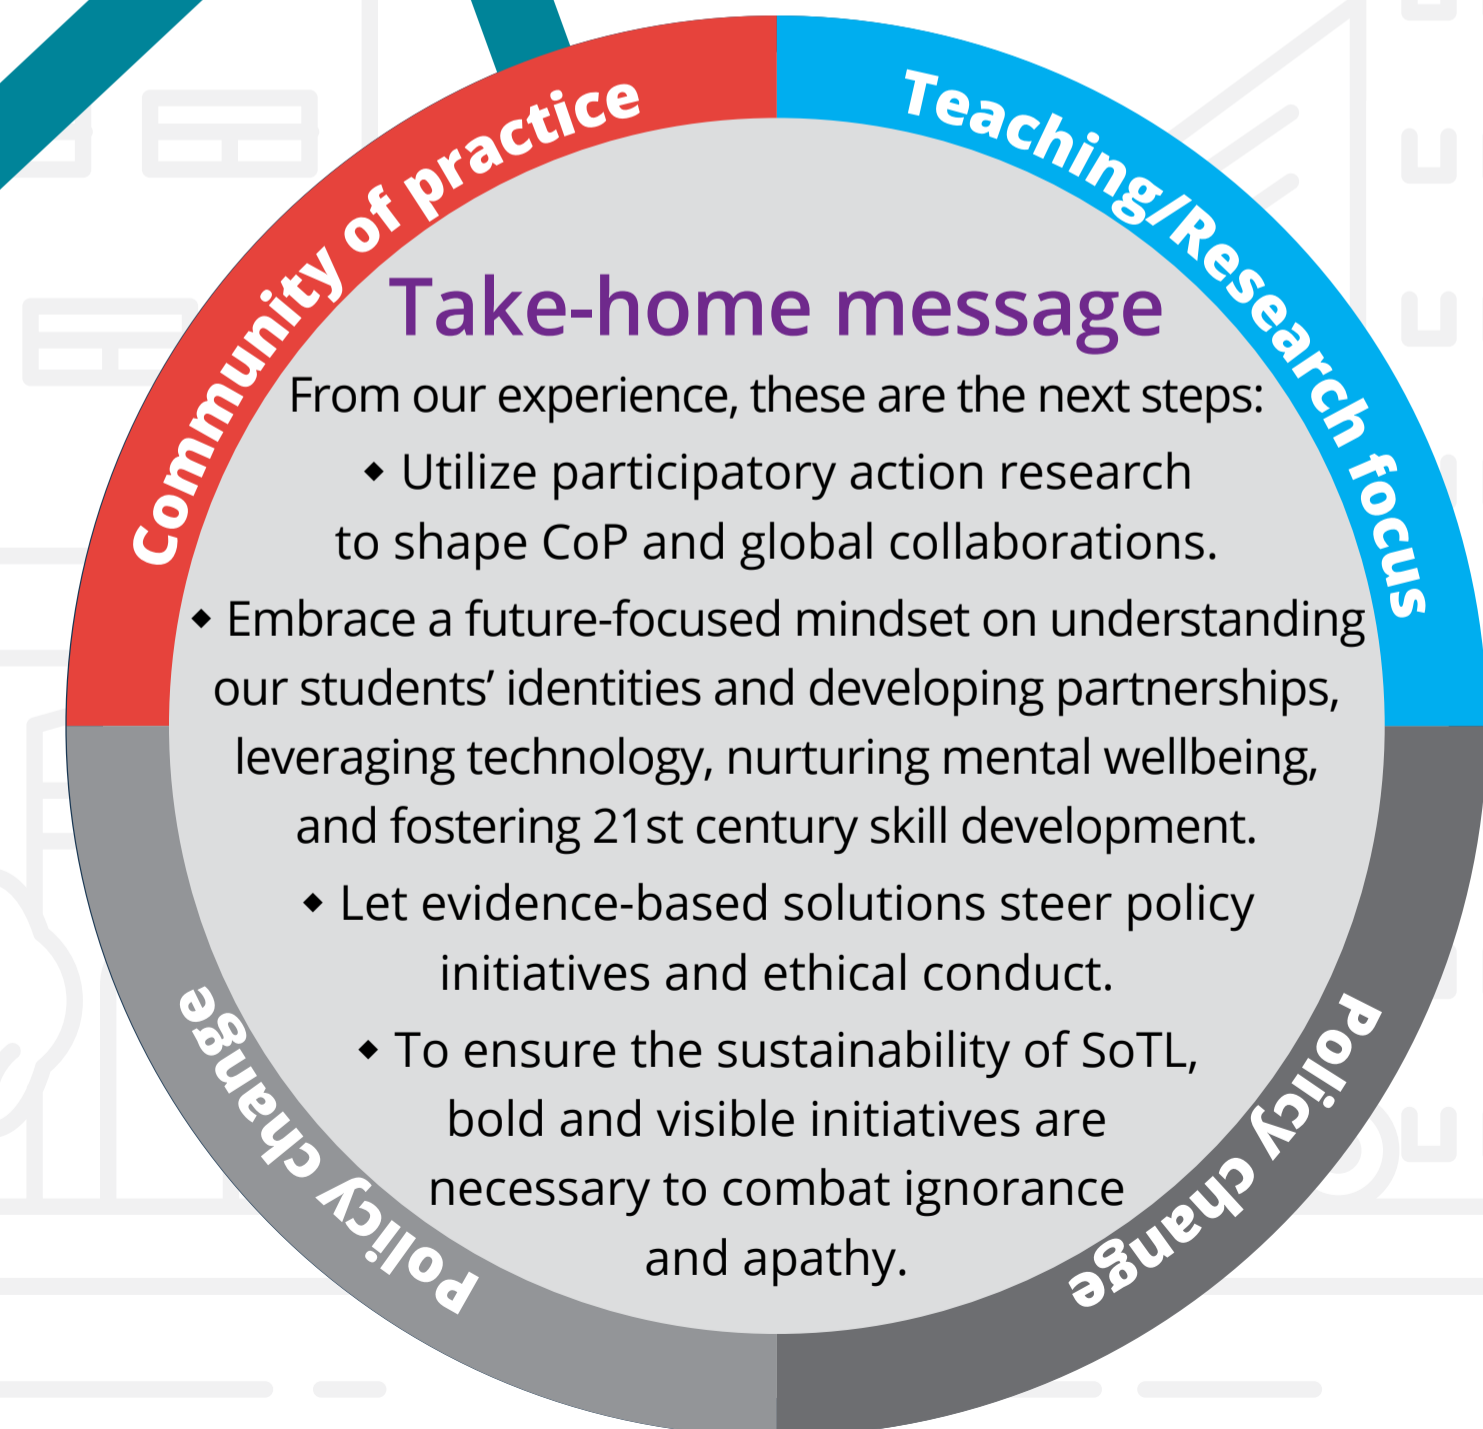 Community of practice
Teaching/Research focus
Take-home message
From our experience, these are the next steps:
◆ Utilize participatory action research
to shape CoP and global collaborations.
◆ Embrace a future-focused mindset on understanding
our students’ identities and developing partnerships,
leveraging technology, nurturing mental wellbeing,
and fostering 21st century skill development.
◆ Let evidence-based solutions steer policy
initiatives and ethical conduct.
◆ To ensure the sustainability of SoTL,
bold and visible initiatives are
necessary to combat ignorance
and apathy.
Policy change
Policy change